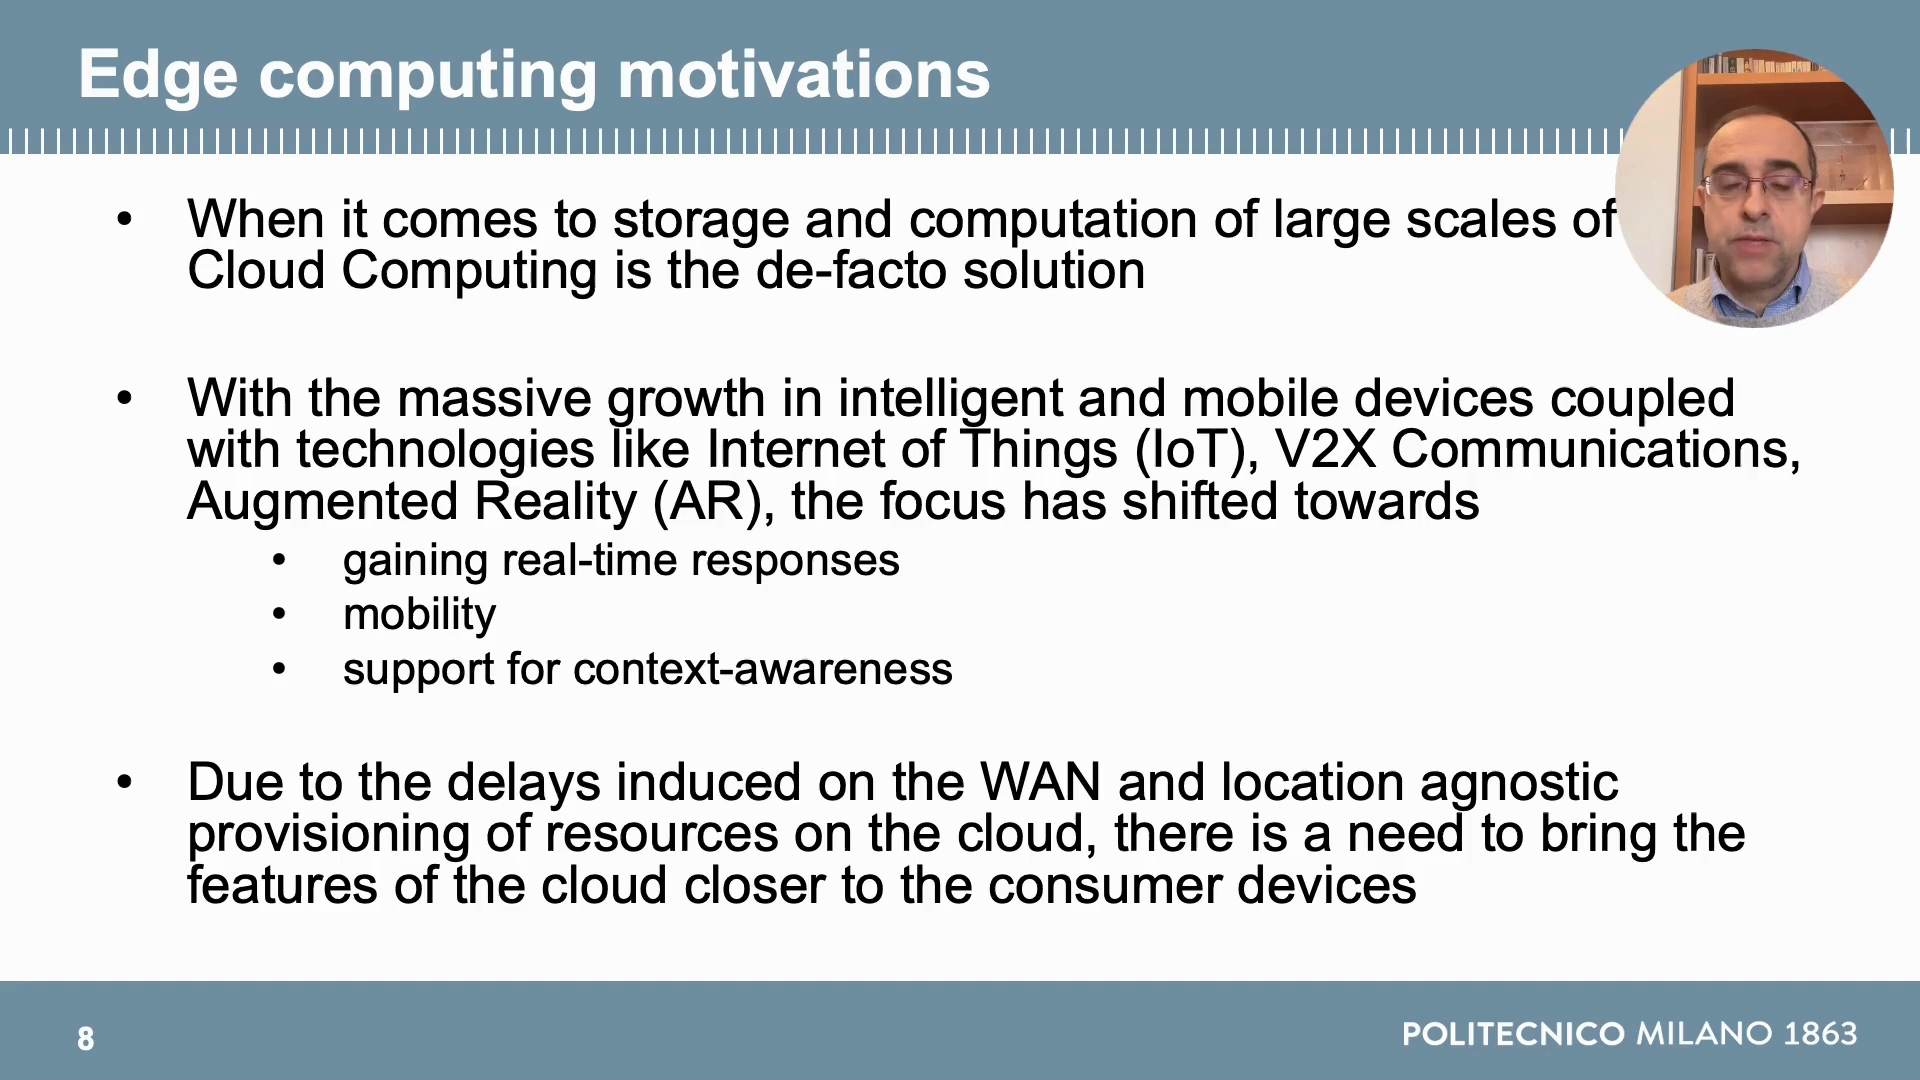 Edge computing motivations
• When it comes to storage and computation of large scales of
Cloud Computing is the de-facto solution
• With the massive growth in intelligent and mobile devices coupled
with technologies like Internet of Things (IoT), V2X Communications,
Augmented Reality (AR), the focus has shifted towards
• gaining real-time responses
• mobility
• support for context-awareness
• Due to the delays induced on the WAN and location agnostic
provisioning of resources on the cloud, there is a need to bring the
features of the cloud closer to the consumer devices
8
POLITECNICO MILANO 1863